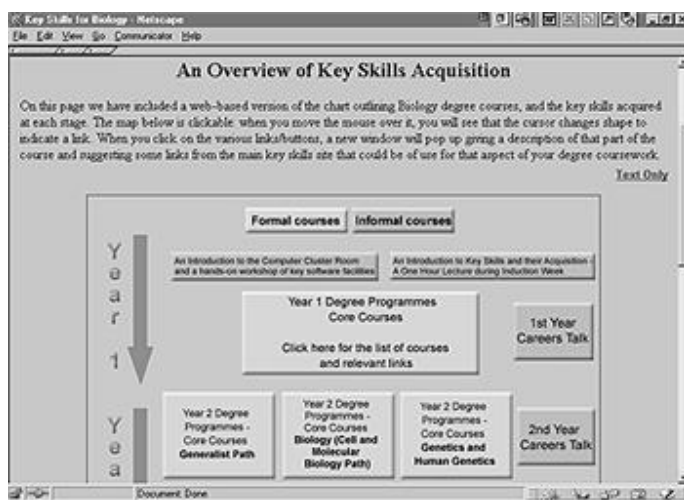 Key Skills for Biology - Netscape
File Edit View Go Communicator Help
An Overview of Key Skills Acquisition
On this page we have included a web-based version of the chart outlining Biology degree courses, and the key skills acquired
at each stage. The map below is clickable: when you move the mouse over it, you will see that the cursor changes shape to
indicate a link. When you click on the various links/buttons, a new window will pop up giving a description of that part of the
course and suggesting some links from the main key skills site that could be of use for that aspect of your degree coursework.
Text Only
Formal courses
Informal courses
Year 1
An Introduction to the Computer Cluster Room
and a hands-on workshop of key software facilities
An Introduction to Key Skills and their Acquisition -
A One Hour Lecture during Induction Week
Year 1 Degree Programmes
Core Courses
Click here for the list of courses
and relevant links
1st Year
Careers Talk
Yea
Year 2 Degree
Programmes -
Core Courses
Generalist Path
Year 2 Degree
Programmes -
Core Courses
Biology (Cell and
Molecular
Biology Path)
Year 2 Degree
Programmes -
Core Courses
Genetics and
Human Genetics
2nd Year
Careers Talk
Document: Done